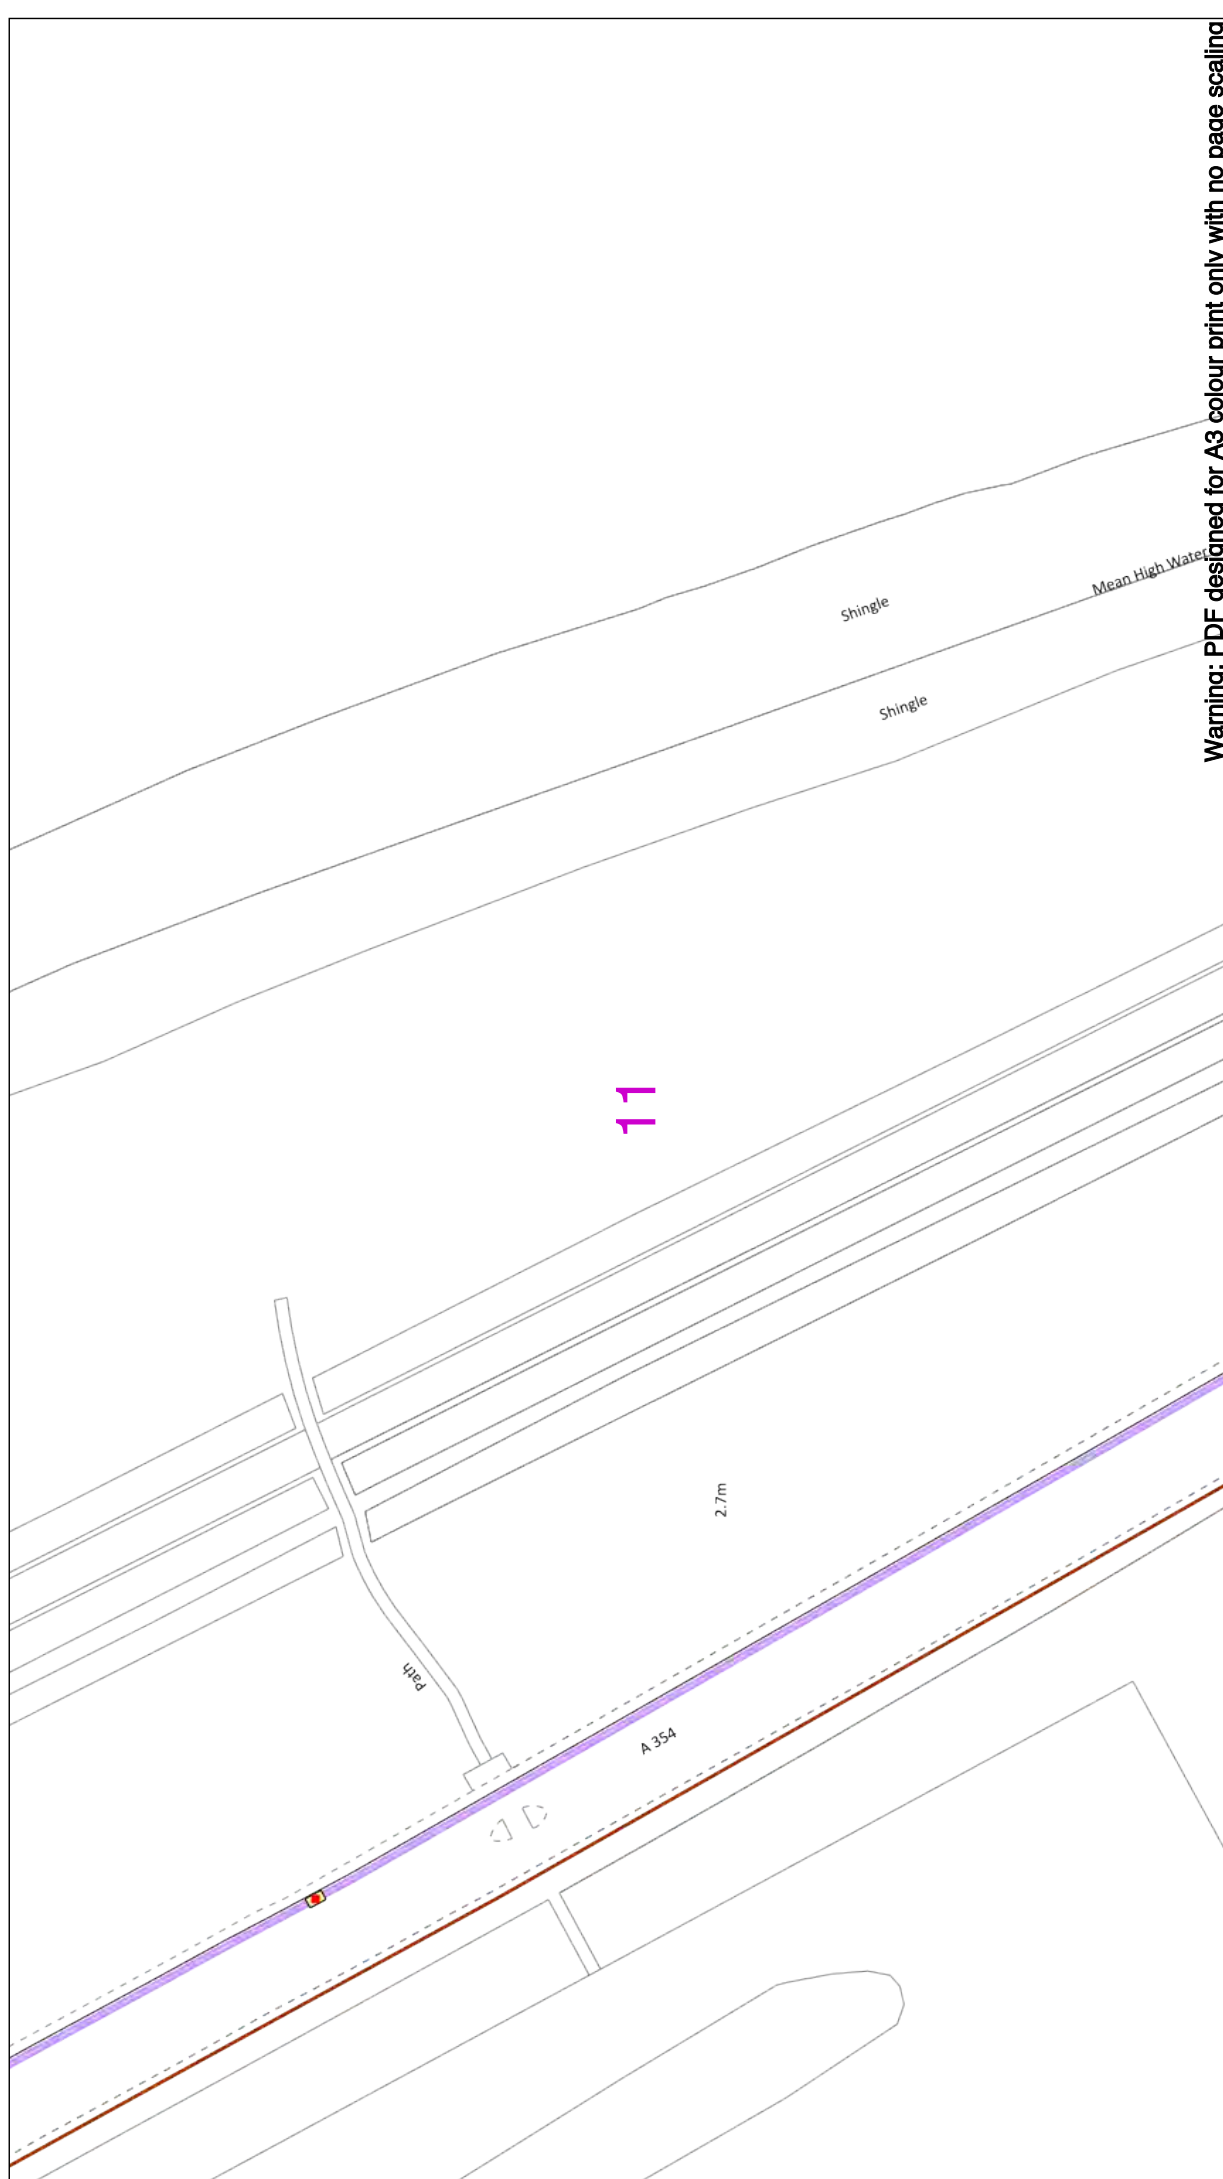 Warning: PDF designed for A3 colour print only with no page scaling
Mean High Water
Shingle
Shingle
11
2.7m
Path
A 354